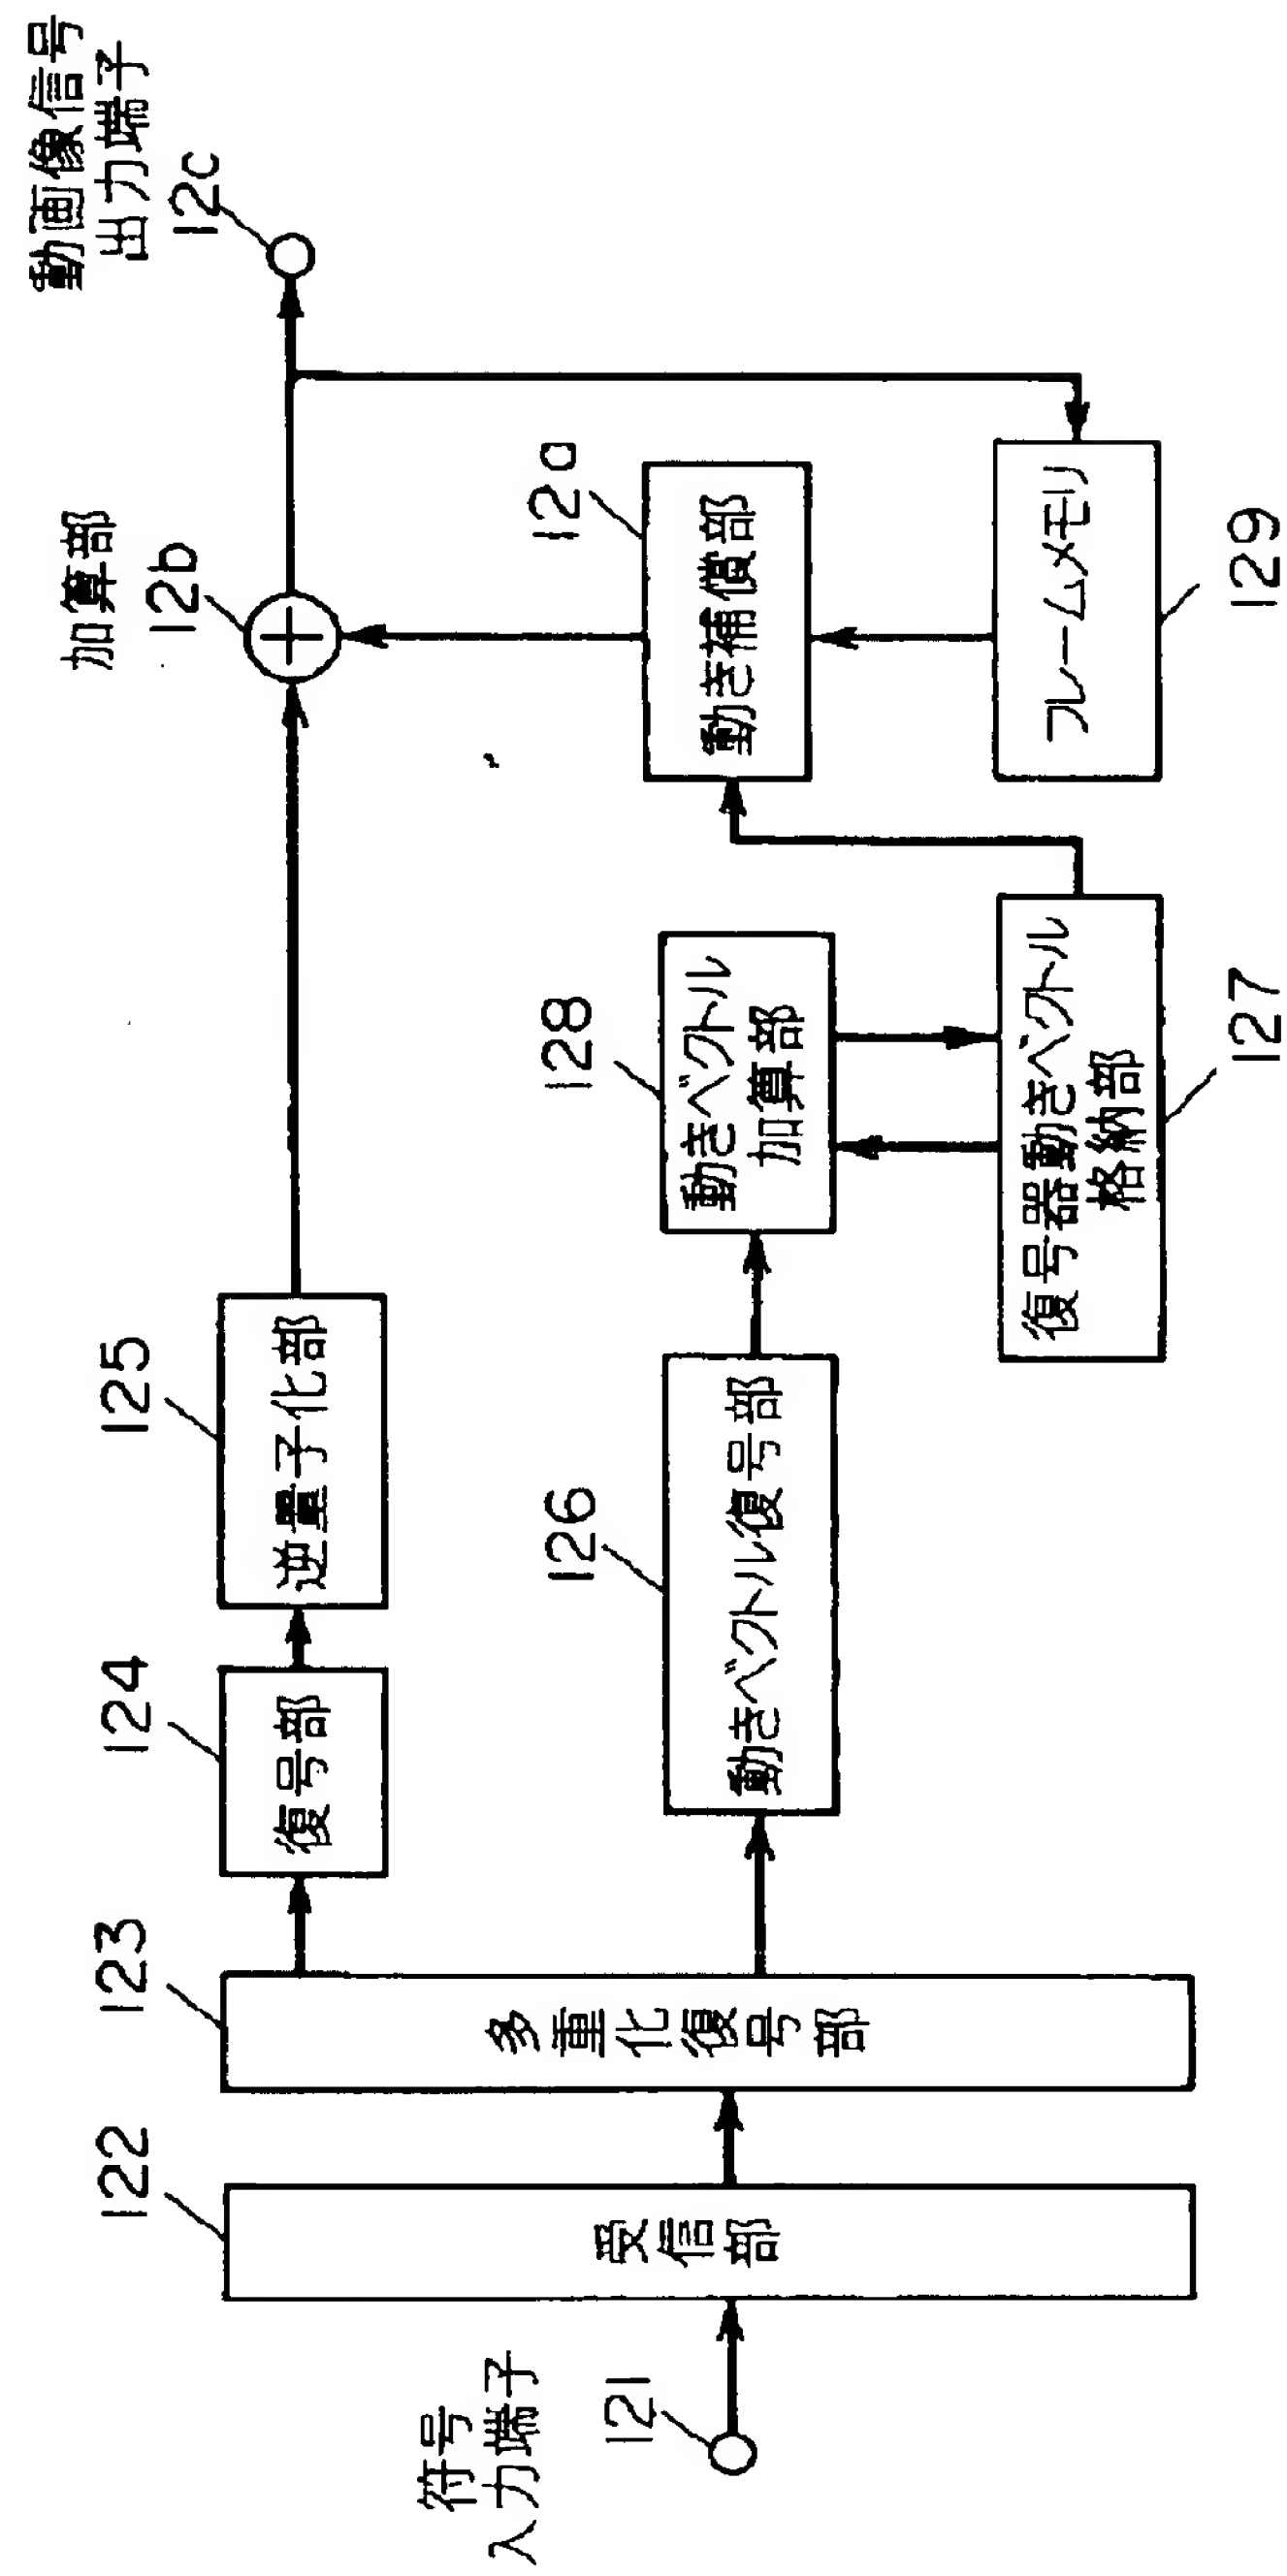 動画像信号
出力端子
12c
加算部
12b
12a
動き補償部
フレームメモリ
129
125
逆量子化部
124
復号部
128
動きベクトル
加算部
復号器動きベクトル
格納部
127
126
動きベクトル復号部
123
多重化復号部
122
受信部
符号
入力端子
121